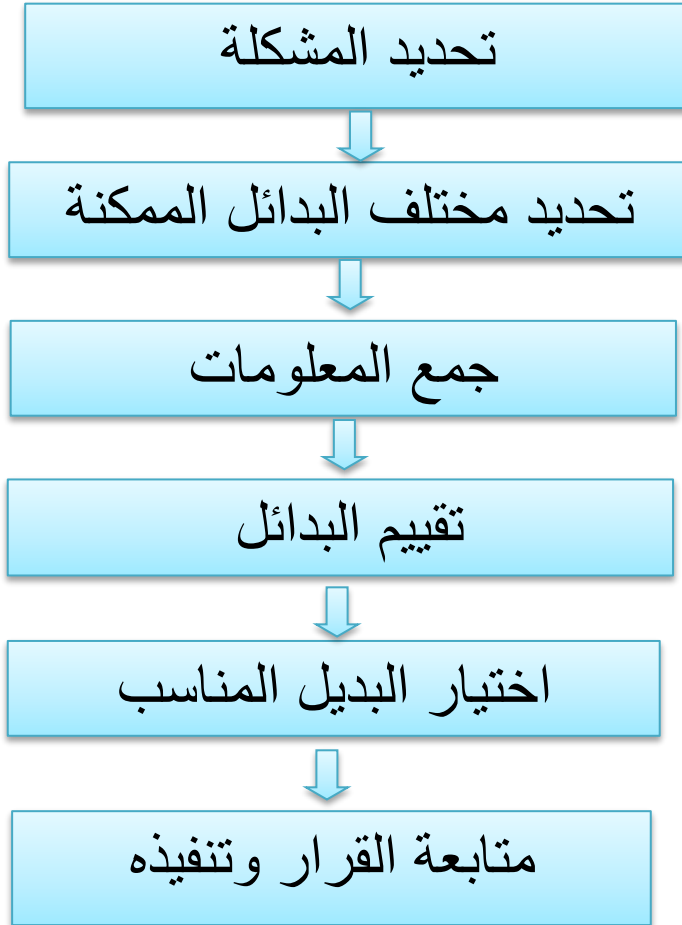 تحديد المشكلة
تحديد مختلف البدائل الممكنة
جمع المعلومات
تقييم البدائل
اختيار البديل المناسب
متابعة القرار وتنفيذه